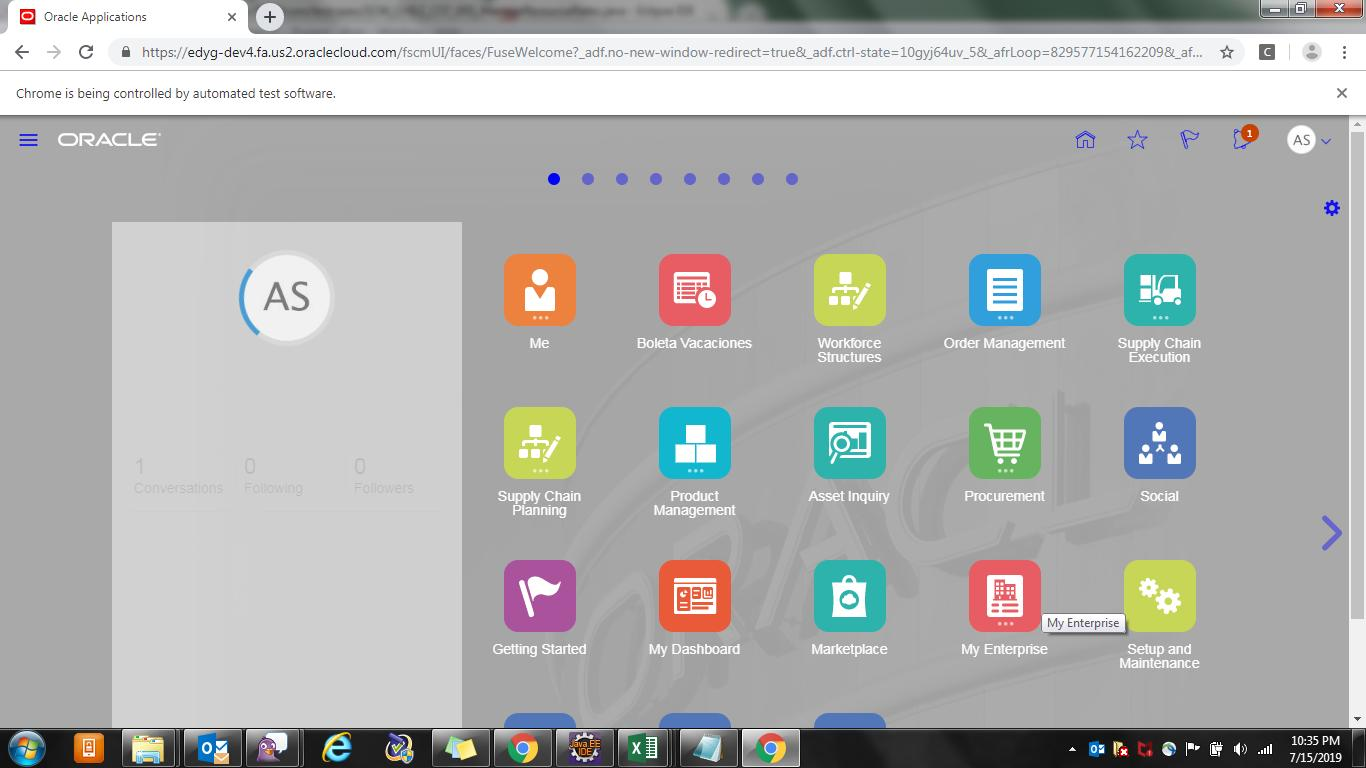 Oracle Applications
https://edyg-dev4.fa.us2.oraclecloud.com/fscmUI/faces/FuseWelcome?_adf.no-new-window-redirect=true&_adf.ctrl-state=10gyj64uv_5&_afrLoop=829577154162209&_af...
C
Chrome is being controlled by automated test software.
ORACLE
1
AS
AS
Me
Boleta Vacaciones
Workforce
Structures
Order Management
Supply Chain
Execution
1
Conversations
0
Following
0
Followers
Supply Chain
Planning
Product
Management
Asset Inquiry
Procurement
Social
Getting Started
My Dashboard
Marketplace
My Enterprise
My Enterprise
Setup and
Maintenance
Java EE
IDE
10:35 PM
7/15/2019